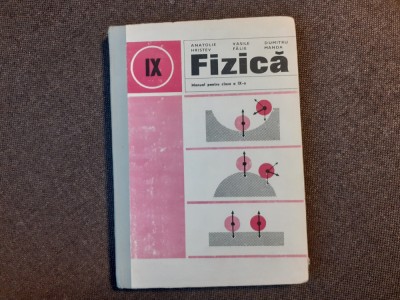 ANATOLIE VASILE DUMITRU
HRISTEV FĂLIE MANDA
IX
Fizică
Manual pentru clasa a IX-a